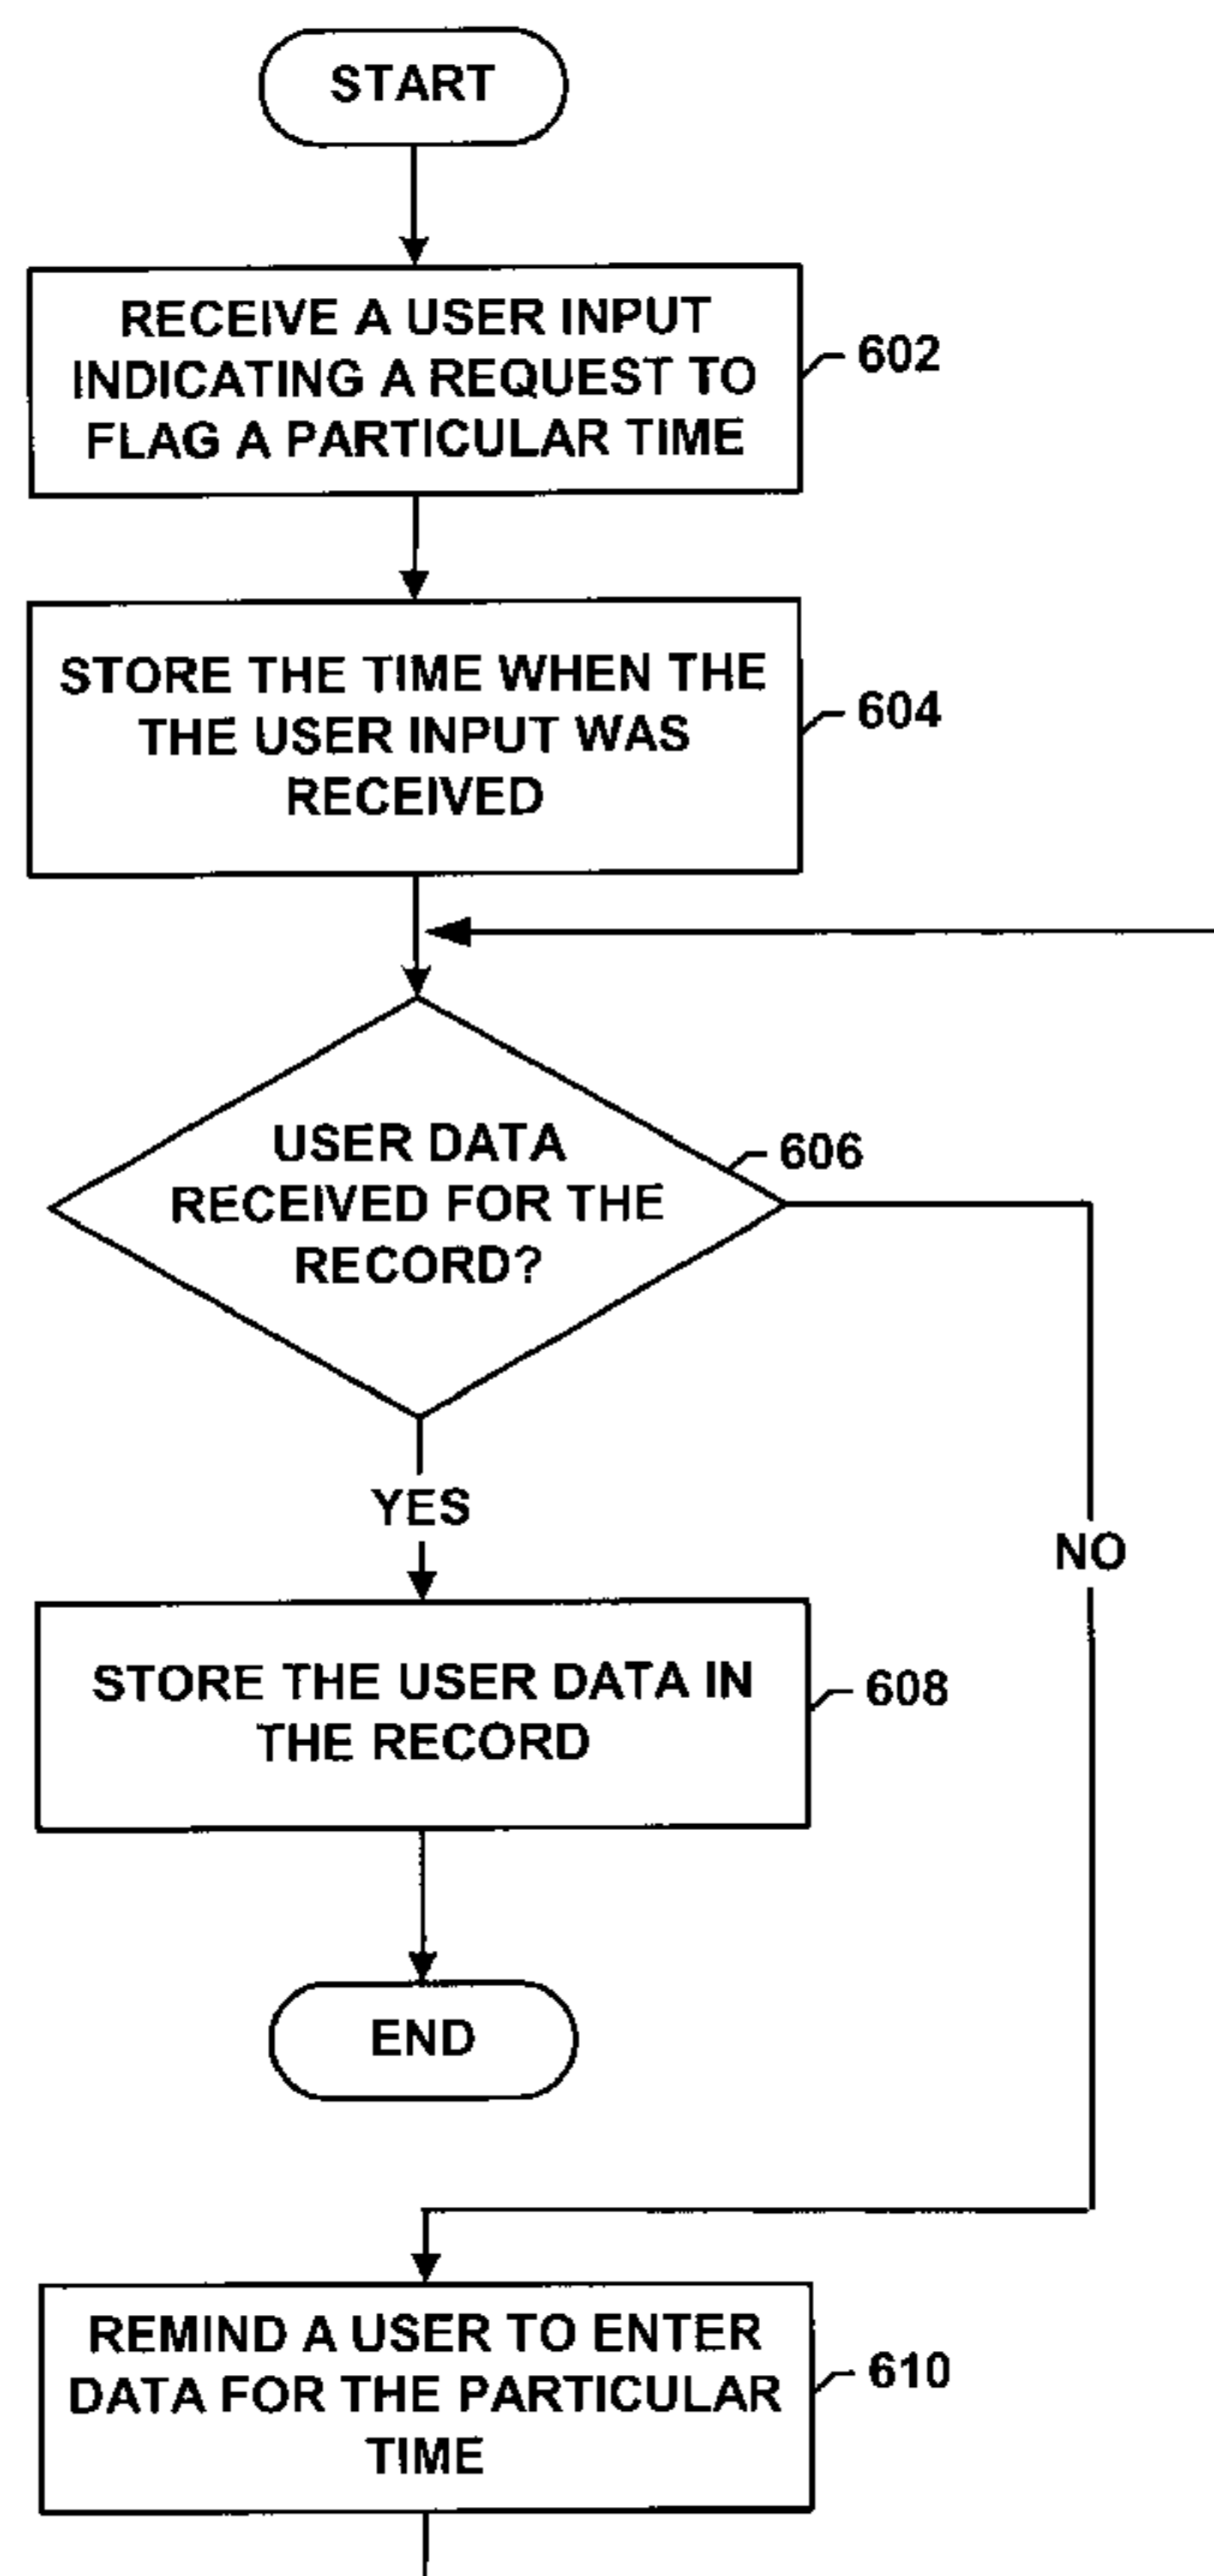 START
RECEIVE A USER INPUT
INDICATING A REQUEST TO
FLAG A PARTICULAR TIME
602
STORE THE TIME WHEN THE
THE USER INPUT WAS
RECEIVED
604
USER DATA
RECEIVED FOR THE
RECORD?
606
YES
NO
STORE THE USER DATA IN
THE RECORD
608
END
REMIND A USER TO ENTER
DATA FOR THE PARTICULAR
TIME
610